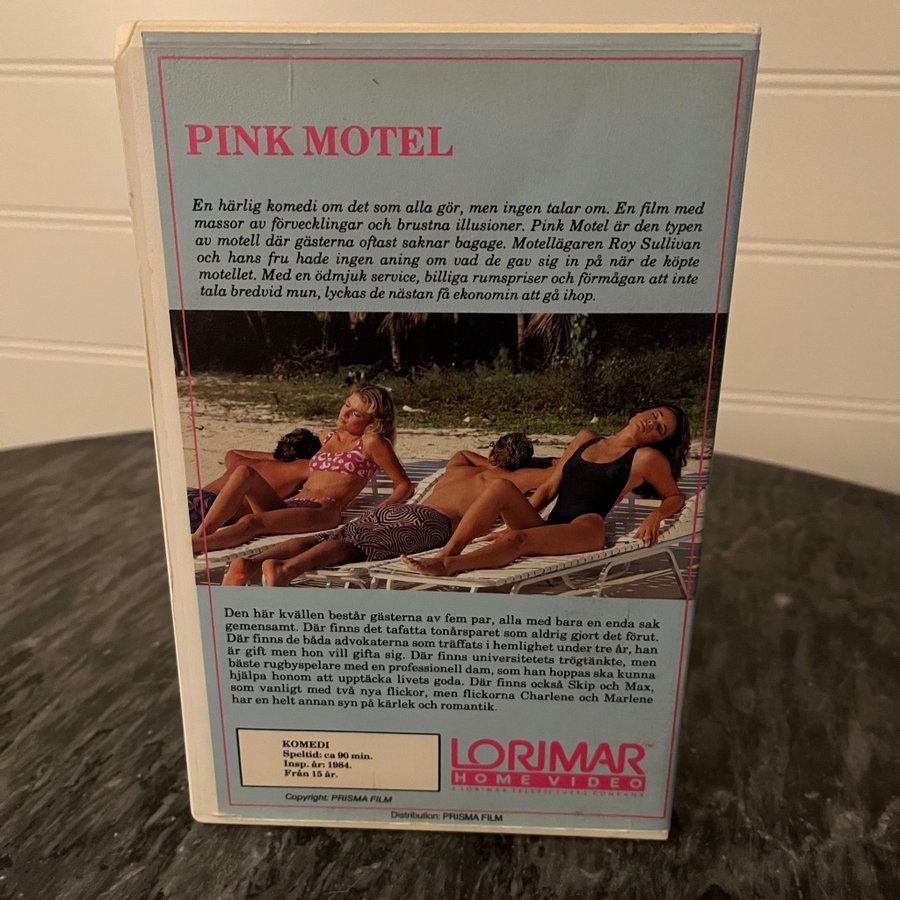 PINK MOTEL
En härlig komedi om det som alla gör, men ingen talar om. En film med
massor av förvecklingar och brustna illusioner. Pink Motel är den typen
av motell där gästerna oftast saknar bagage. Motellägaren Roy Sullivan
och hans fru hade ingen aning om vad de gav sig in på när de köpte
motellet. Med en ödmjuk service, billiga rumspriser och förmågan att inte
tala bredvid mun, lyckas de nästan få ekonomin att gå ihop.
Den här kvällen består gästerna av fem par, alla med bara en enda sak
gemensamt. Där finns det tafatta tonårsparet som aldrig gjort det förut.
Där finns de båda advokaterna som träffats i hemlighet under tre år, han
är gift men hon vill gifta sig. Där finns universitetets trögtänkte, men
bäste rugbyspelare med en professionell dam, som han hoppas ska kunna
hjälpa honom att upptäcka livets goda. Där finns också Skip och Max,
som vanligt med två nya flickor, men flickorna Charlene och Marlene
har en helt annan syn på kärlek och romantik.
KOMEDI
Speltid: ca 90 min.
Insp. år: 1984.
Från 15 år.
LORIMAR™
HOME VIDEO
A LORIMAR TELEPICTURES COMPANY
Copyright: PRISMA FILM
Distribution: PRISMA FILM